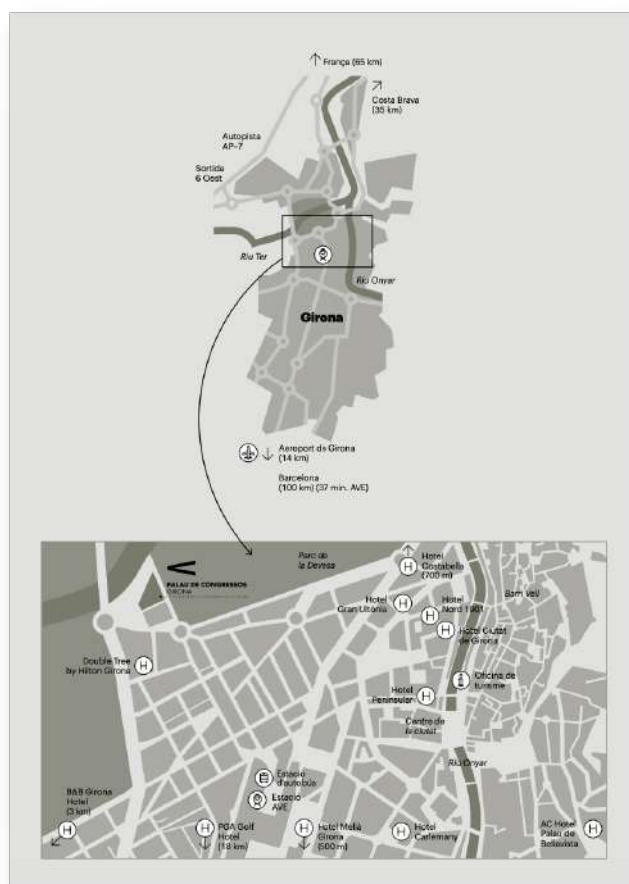 França (65 km)
Costa Brava
(35 km)
Autopista
AP-7
Sortida
6 Oest
Riu Ter
Riu Onyar
Girona
Aeroport de Girona
(14 km)
Barcelona
(100 km) (37 min. AVE)
PALAU DE CONGRESSOS
GIRONA
Parc de
la Devesa
H
Hotel
Costabella
(700 m)
Barri Vell
Hotel
Gran Ultònia
H
Hotel
Nord 1901
H
Hotel Ciutat
de Girona
H
Double Tree
by Hilton Girona
H
Oficina de
turisme
Hotel
Peninsular
H
Centre de
la ciutat
Riu Onyar
Estació
d'autobús
Estació
AVE
B&B Girona
Hotel
(3 km)
H
PGA Golf
Hotel
(18 km)
H
Hotel Melià
Girona
(500 m)
H
Hotel
Carlemany
H
AC Hotel
Palau de
Bellavista
H